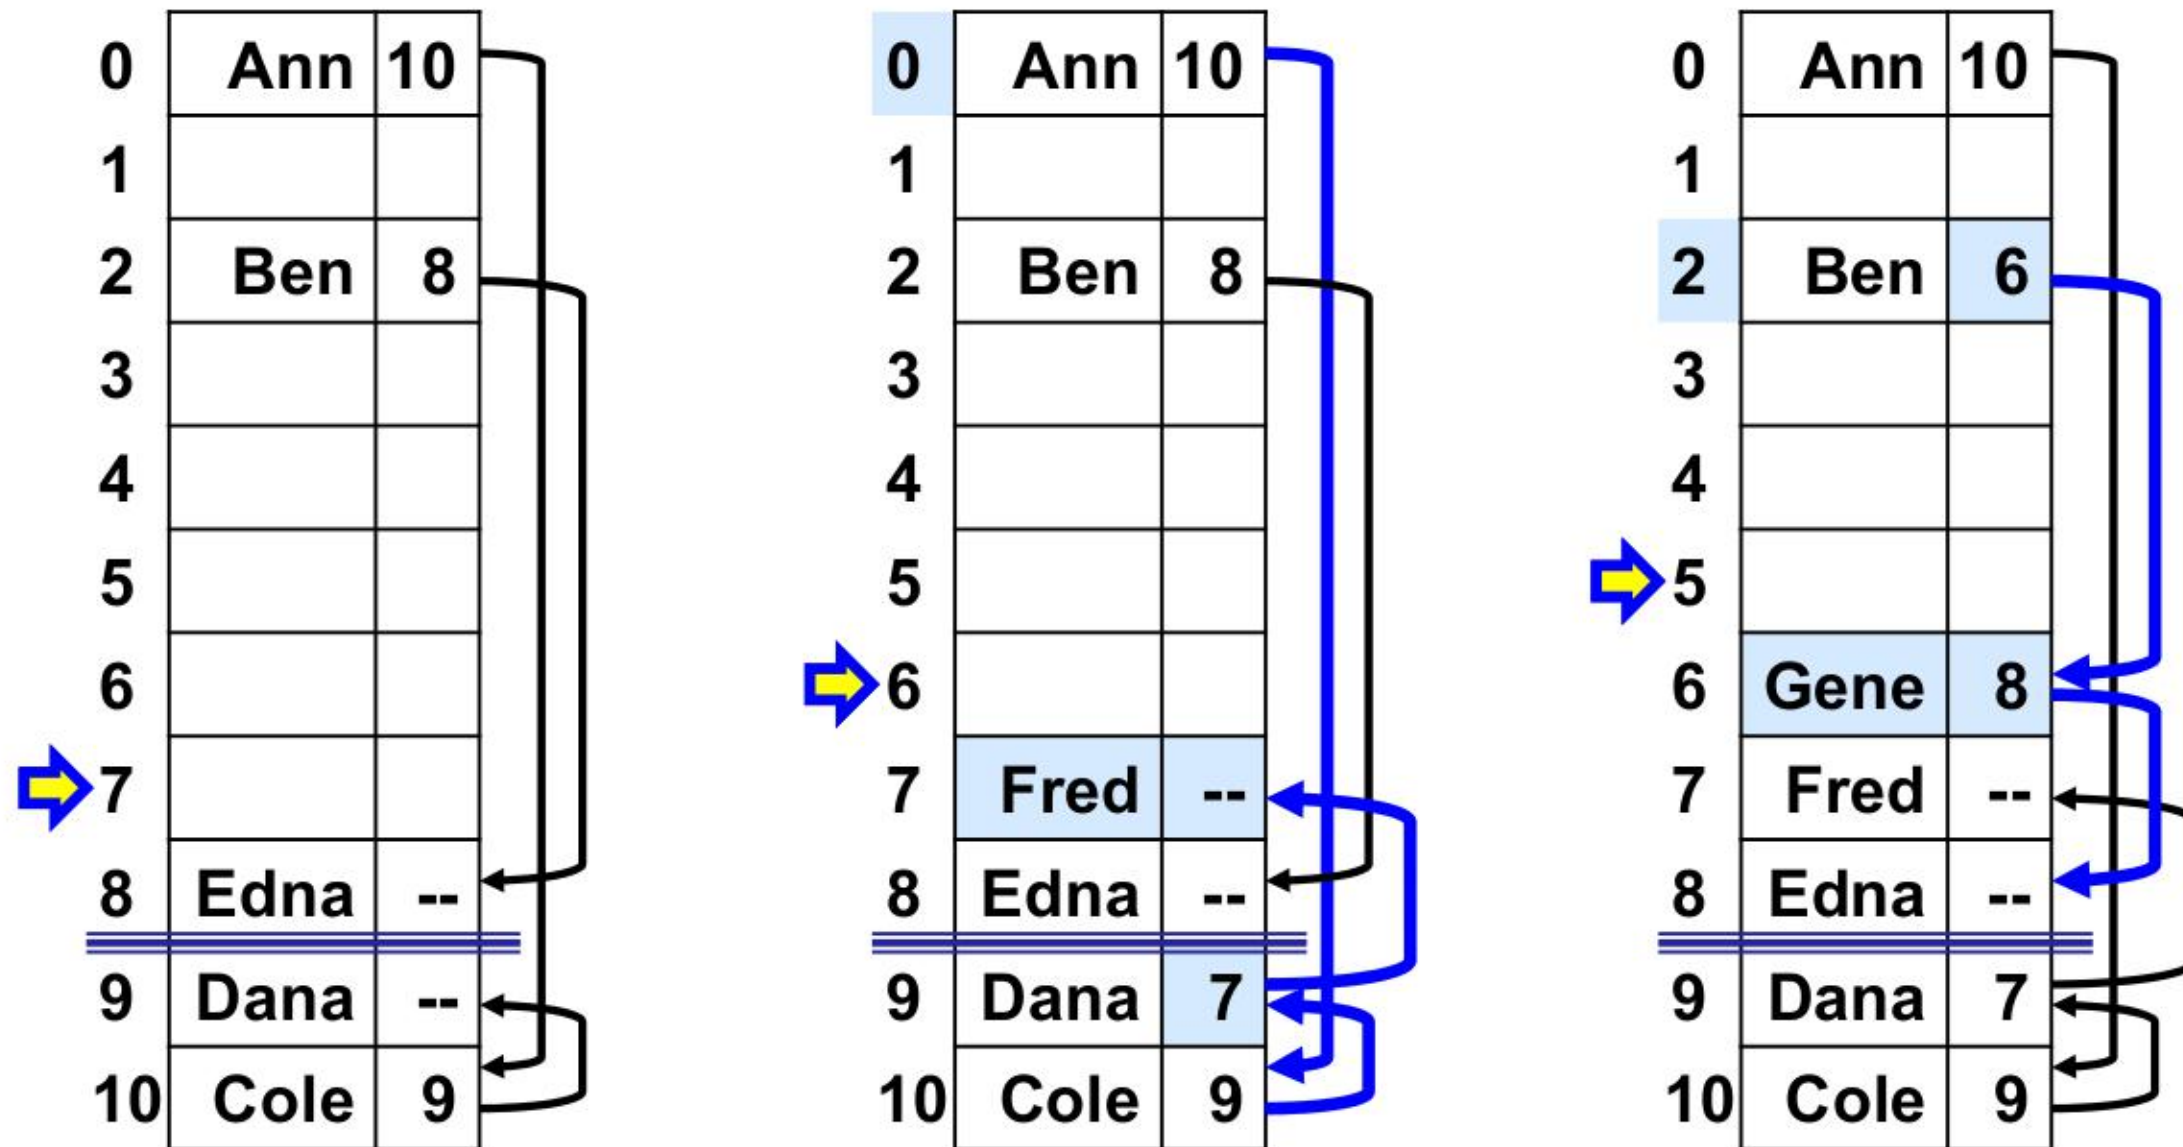 0 Ann 10
1
2 Ben 8
3
4
5
6
7
8 Edna --
9 Dana --
10 Cole 9
0 Ann 10
1
2 Ben 8
3
4
5
6
7 Fred --
8 Edna --
9 Dana 7
10 Cole 9
0 Ann 10
1
2 Ben 6
3
4
5
6 Gene 8
7 Fred --
8 Edna --
9 Dana 7
10 Cole 9